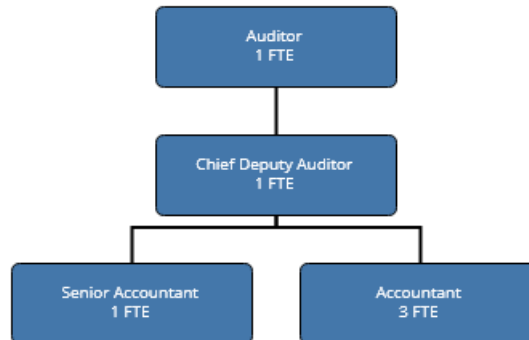 Auditor
1 FTE
Chief Deputy Auditor
1 FTE
Senior Accountant
1 FTE
Accountant
3 FTE